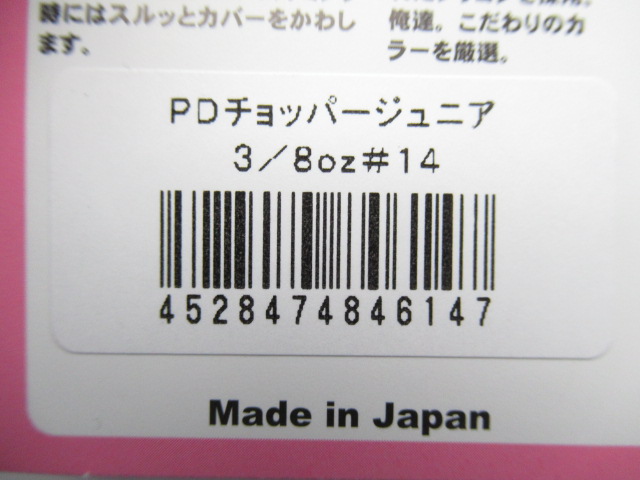 時にはスルッとカバーをかわし
ます。
俺達。こだわりのカ
ラーを厳選。
PDチョッパージュニア
3/8oz#14
4528474846147
Made in Japan